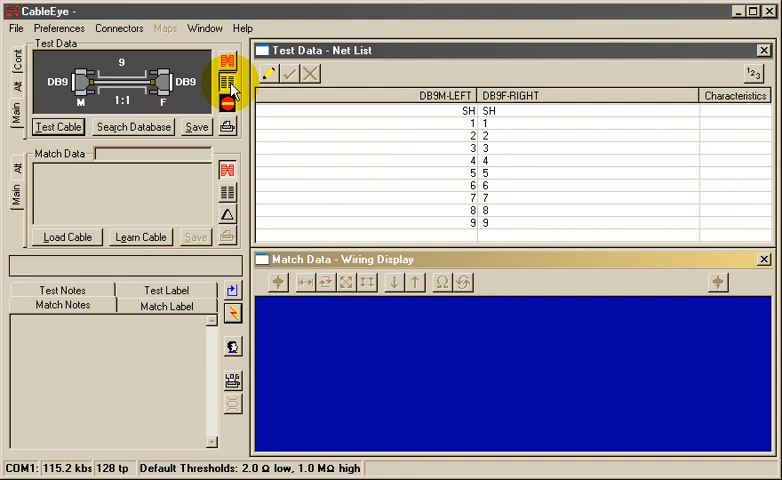 CableEye -
File Preferences Connectors Maps Window Help
Test Data
Cont
Alt
Main
9
DB9 DB9
M 1:1 F
Test Cable Search Database Save
Match Data
Alt
Main
Load Cable Learn Cable Save
Test Notes Test Label
Match Notes Match Label
LOG
Test Data - Net List
123
DB9M-LEFT DB9F-RIGHT Characteristics
SH SH
1 1
2 2
3 3
4 4
5 5
6 6
7 7
8 8
9 9
Match Data - Wiring Display
Ω
COM1: 115.2 kbs 128 tp Default Thresholds: 2.0 Ω low, 1.0 MΩ high